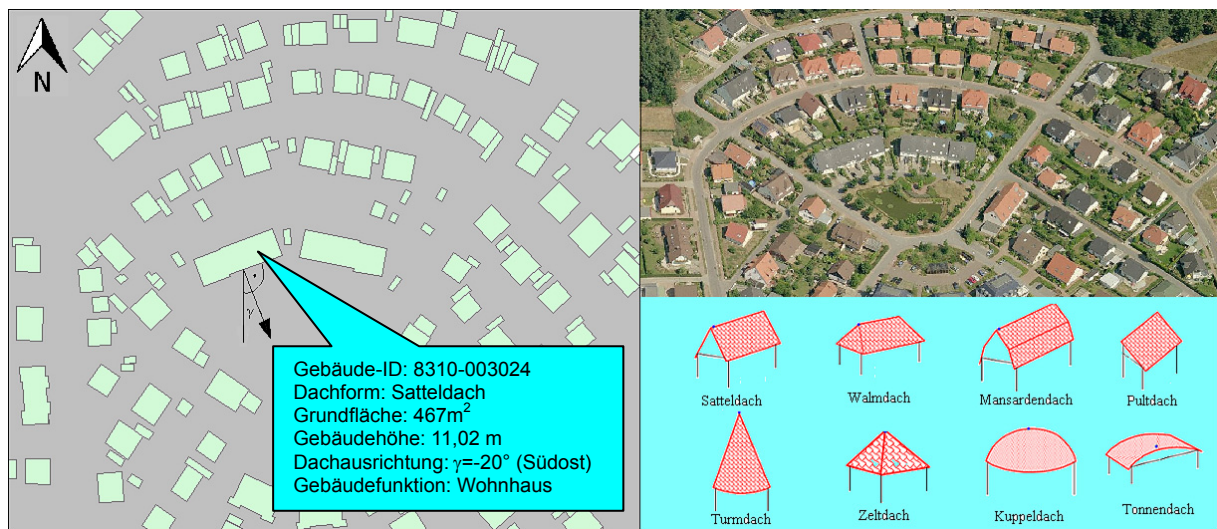 N
γ
Gebäude-ID: 8310-003024
Dachform: Satteldach
Grundfläche: 467m²
Gebäudehöhe: 11,02 m
Dachausrichtung: γ=-20° (Südost)
Gebäudefunktion: Wohnhaus
Satteldach
Walmdach
Mansardendach
Pultdach
Turmdach
Zeltdach
Kuppeldach
Tonnendach